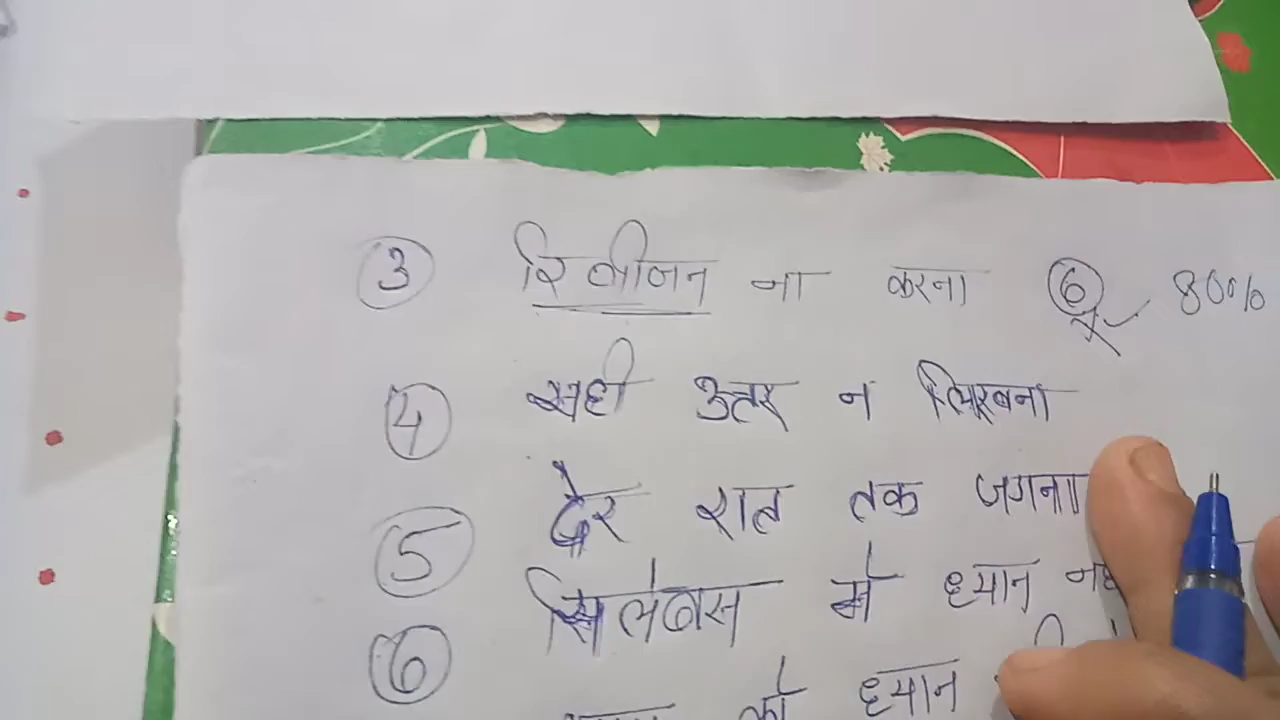 ③ रिवीजन ना करना ⑥ 80%
④ सही उत्तर न लिखना
⑤ देर रात तक जगना
⑥ सिलेबस मे ध्यान
को ध्यान